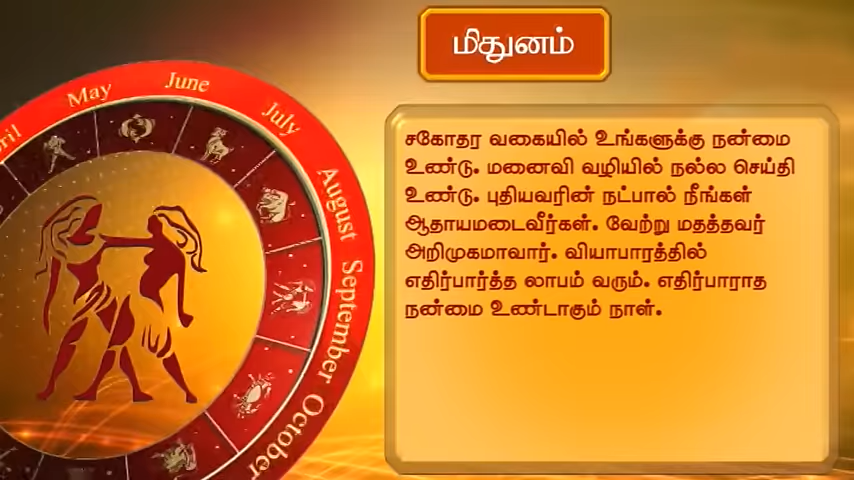 மிதுனம்
சகோதர வகையில் உங்களுக்கு நன்மை
உண்டு. மனைவி வழியில் நல்ல செய்தி
உண்டு. புதியவரின் நட்பால் நீங்கள்
ஆதாயமடைவீர்கள். வேற்று மதத்தவர்
அறிமுகமாவார். வியாபாரத்தில்
எதிர்பார்த்த லாபம் வரும். எதிர்பாராத
நன்மை உண்டாகும் நாள்.
May
June
July
August
September
October